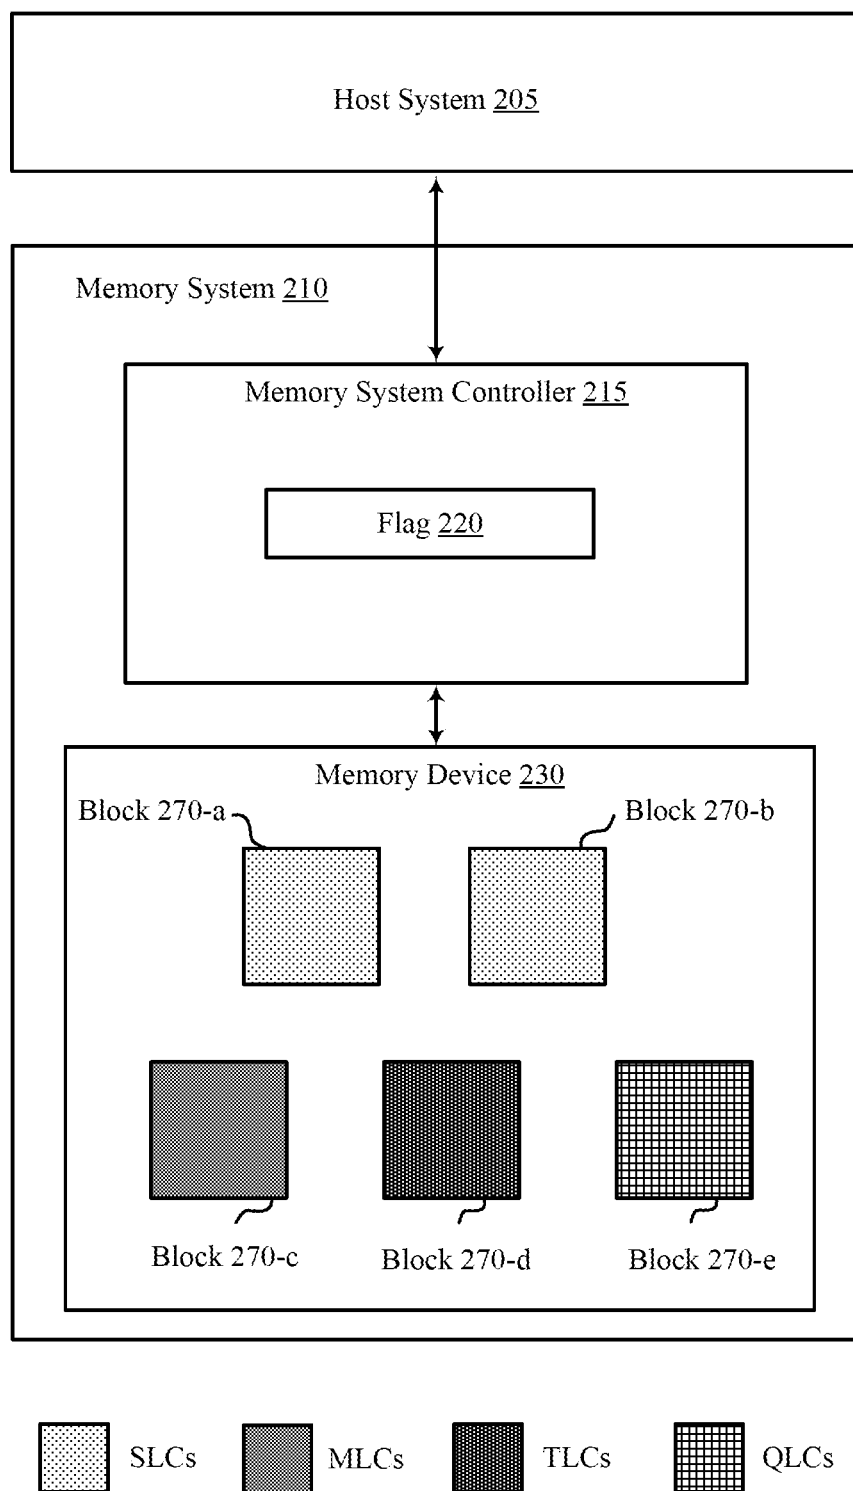 Host System 205
Memory System 210
Memory System Controller 215
Flag 220
Memory Device 230
Block 270-a
Block 270-b
Block 270-c
Block 270-d
Block 270-e
SLCs
MLCs
TLCs
QLCs